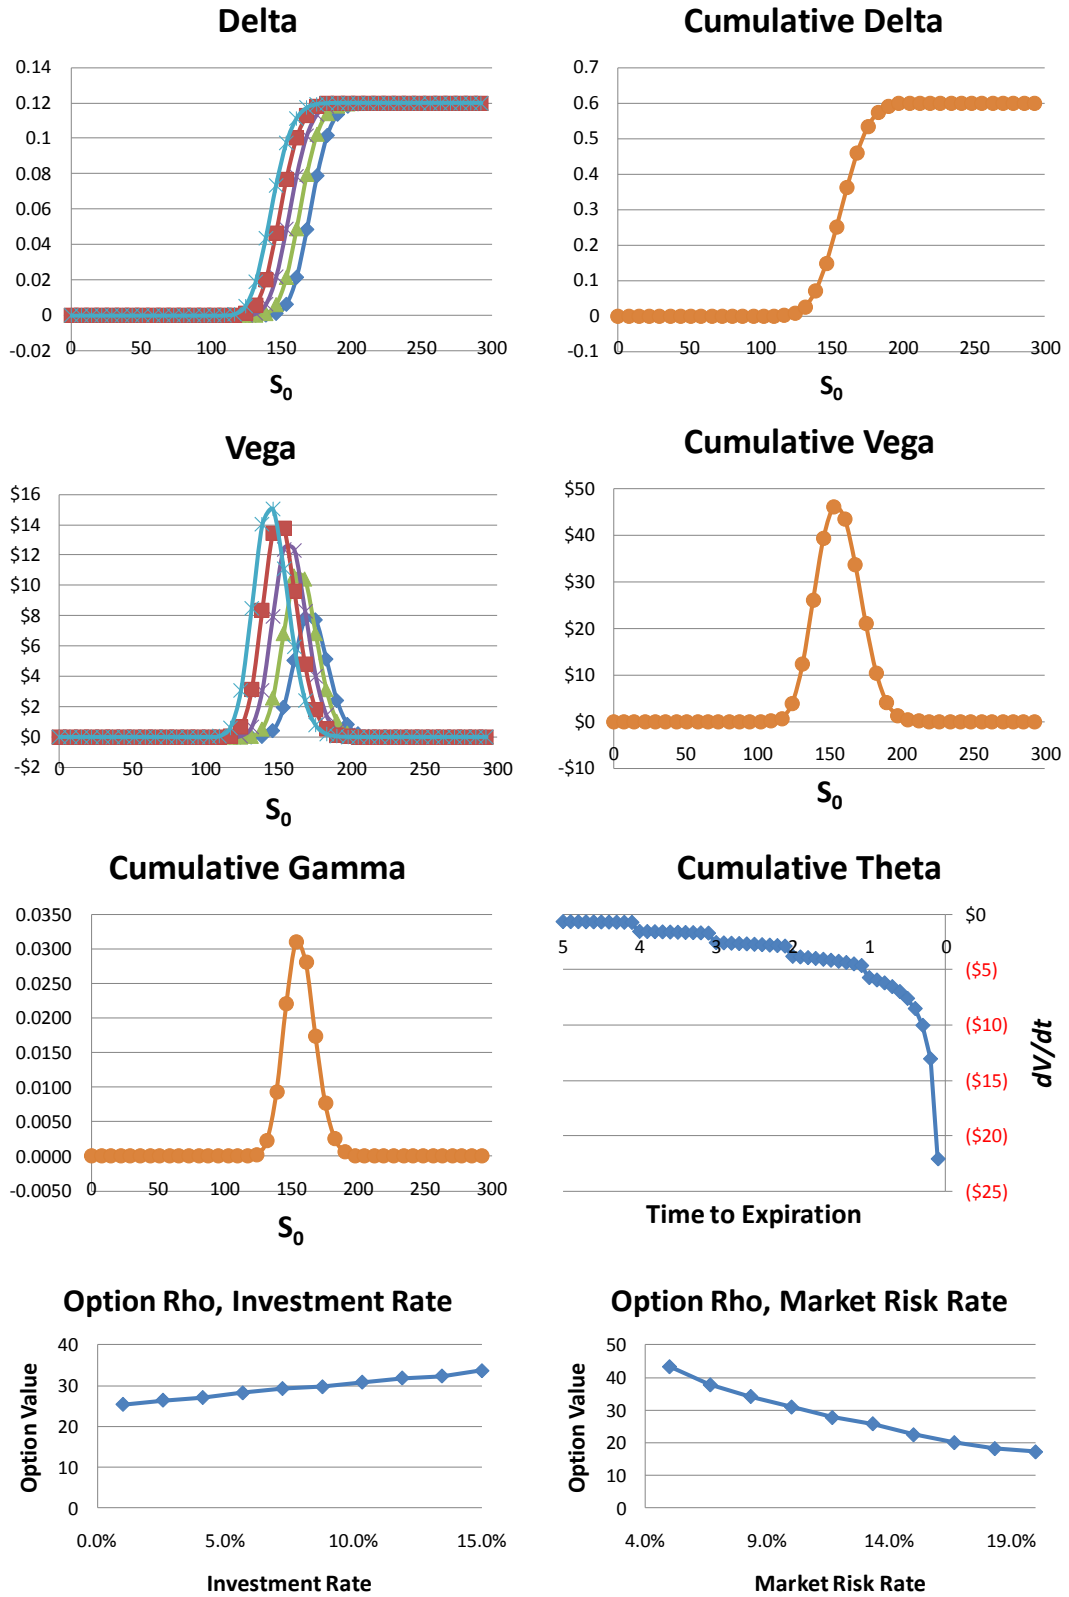 Delta
0.14
0.12
0.1
0.08
0.06
0.04
0.02
0
-0.02
0 50 100 150 200 250 300
S0
Cumulative Delta
0.7
0.6
0.5
0.4
0.3
0.2
0.1
0
-0.1
0 50 100 150 200 250 300
S0
Vega
$16
$14
$12
$10
$8
$6
$4
$2
$0
-$2
0 50 100 150 200 250 300
S0
Cumulative Vega
$50
$40
$30
$20
$10
$0
-$10
0 50 100 150 200 250 300
S0
Cumulative Gamma
0.0350
0.0300
0.0250
0.0200
0.0150
0.0100
0.0050
0.0000
-0.0050
0 50 100 150 200 250 300
S0
Cumulative Theta
$0
5 4 3 2 1 0
($5)
($10)
($15)
($20)
($25)
dV/dt
Time to Expiration
Option Rho, Investment Rate
Option Value
40
30
20
10
0
0.0% 5.0% 10.0% 15.0%
Investment Rate
Option Rho, Market Risk Rate
Option Value
50
40
30
20
10
0
4.0% 9.0% 14.0% 19.0%
Market Risk Rate